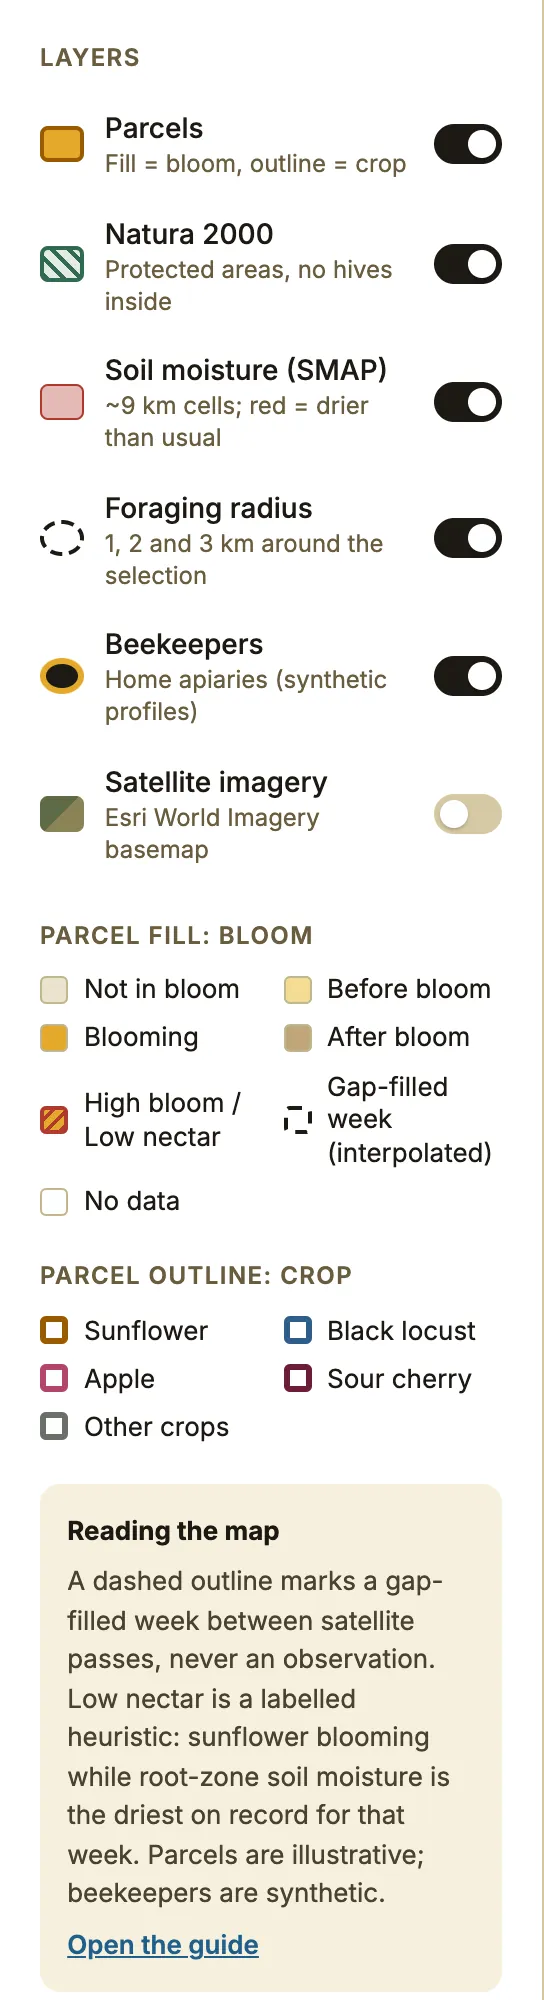 LAYERS
Parcels
Fill = bloom, outline = crop
Natura 2000
Protected areas, no hives
inside
Soil moisture (SMAP)
~9 km cells; red = drier
than usual
Foraging radius
1, 2 and 3 km around the
selection
Beekeepers
Home apiaries (synthetic
profiles)
Satellite imagery
Esri World Imagery
basemap
PARCEL FILL: BLOOM
Not in bloom
Before bloom
Blooming
After bloom
High bloom /
Low nectar
Gap-filled
week
(interpolated)
No data
PARCEL OUTLINE: CROP
Sunflower
Black locust
Apple
Sour cherry
Other crops
Reading the map
A dashed outline marks a gap-
filled week between satellite
passes, never an observation.
Low nectar is a labelled
heuristic: sunflower blooming
while root-zone soil moisture is
the driest on record for that
week. Parcels are illustrative;
beekeepers are synthetic.
Open the guide